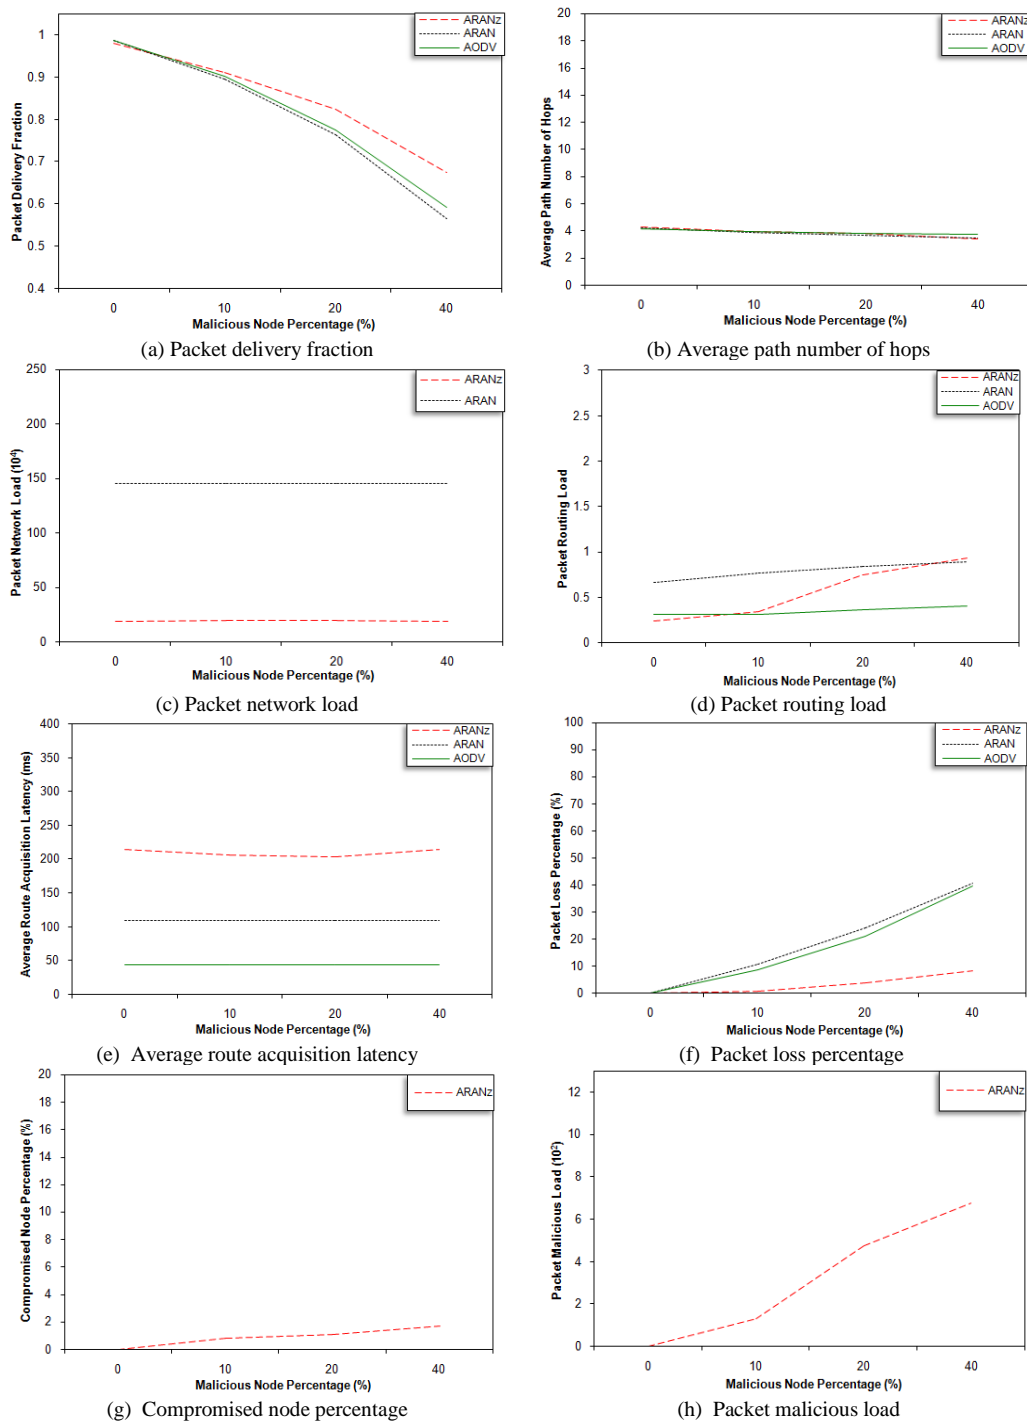 ARANz
ARAN
AODV
1
0.9
0.8
0.7
0.6
0.5
0.4
Packet Delivery Fraction
0 10 20 40
Malicious Node Percentage (%)
(a) Packet delivery fraction
ARANz
ARAN
AODV
20
18
16
14
12
10
8
6
4
2
0
Average Path Number of Hops
0 10 20 40
Malicious Node Percentage (%)
(b) Average path number of hops
ARANz
ARAN
250
200
150
100
50
0
Packet Network Load (10⁴)
0 10 20 40
Malicious Node Percentage (%)
(c) Packet network load
ARANz
ARAN
AODV
3
2.5
2
1.5
1
0.5
0
Packet Routing Load
0 10 20 40
Malicious Node Percentage (%)
(d) Packet routing load
ARANz
ARAN
AODV
400
350
300
250
200
150
100
50
0
Average Route Acquisition Latency (ms)
0 10 20 40
Malicious Node Percentage (%)
(e) Average route acquisition latency
ARANz
ARAN
AODV
100
90
80
70
60
50
40
30
20
10
0
Packet Loss Percentage (%)
0 10 20 40
Malicious Node Percentage (%)
(f) Packet loss percentage
ARANz
20
18
16
14
12
10
8
6
4
2
0
Compromised Node Percentage (%)
0 10 20 40
Malicious Node Percentage (%)
(g) Compromised node percentage
ARANz
12
10
8
6
4
2
0
Packet Malicious Load (10²)
0 10 20 40
Malicious Node Percentage (%)
(h) Packet malicious load